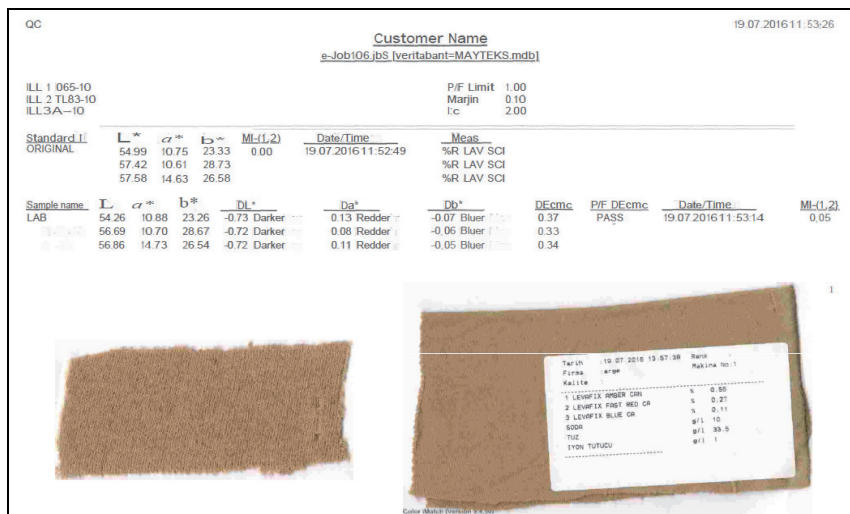 QC
19.07.2016 11:53:26
Customer Name
e-Job106.jbS [veritabant=MAYTEKS.mdb]
ILL 1 I065-10
P/F Limit 1.00
ILL 2 TL83-10
Marjin 0.10
ILL3A-10
l:c 2.00
Standard I L* a* b* MI-(1,2) Date/Time Meas
ORIGINAL 54.99 10.75 23.33 0.00 19.07.2016 11:52:49 %R LAV SCI
57.42 10.61 28.73 %R LAV SCI
57.58 14.63 26.58 %R LAV SCI
Sample name L a* b* DL* Da* Db* DEcmc P/F DEcmc Date/Time MI-(1,2)
LAB 54.26 10.88 23.26 -0.73 Darker 0.13 Redder -0.07 Bluer 0.37 PASS 19.07.2016 11:53:14 0,05
56.69 10.70 28.67 -0.72 Darker 0.08 Redder -0,06 Bluer 0.33
56.86 14.73 26.54 -0.72 Darker 0.11 Redder -0,05 Bluer 0.34
1
Tarih :19.07.2016 13:57:38 Renk :
Firma :arge Makina No:1
Kalite :
1 LEVAFIX AMBER CAN % 0.56
2 LEVAFIX FAST RED CA % 0.27
3 LEVAFIX BLUE CA % 0.11
SODA g/l 10
TUZ g/l 33.5
IYON TUTUCU g/l 1
Color iMatch (Version